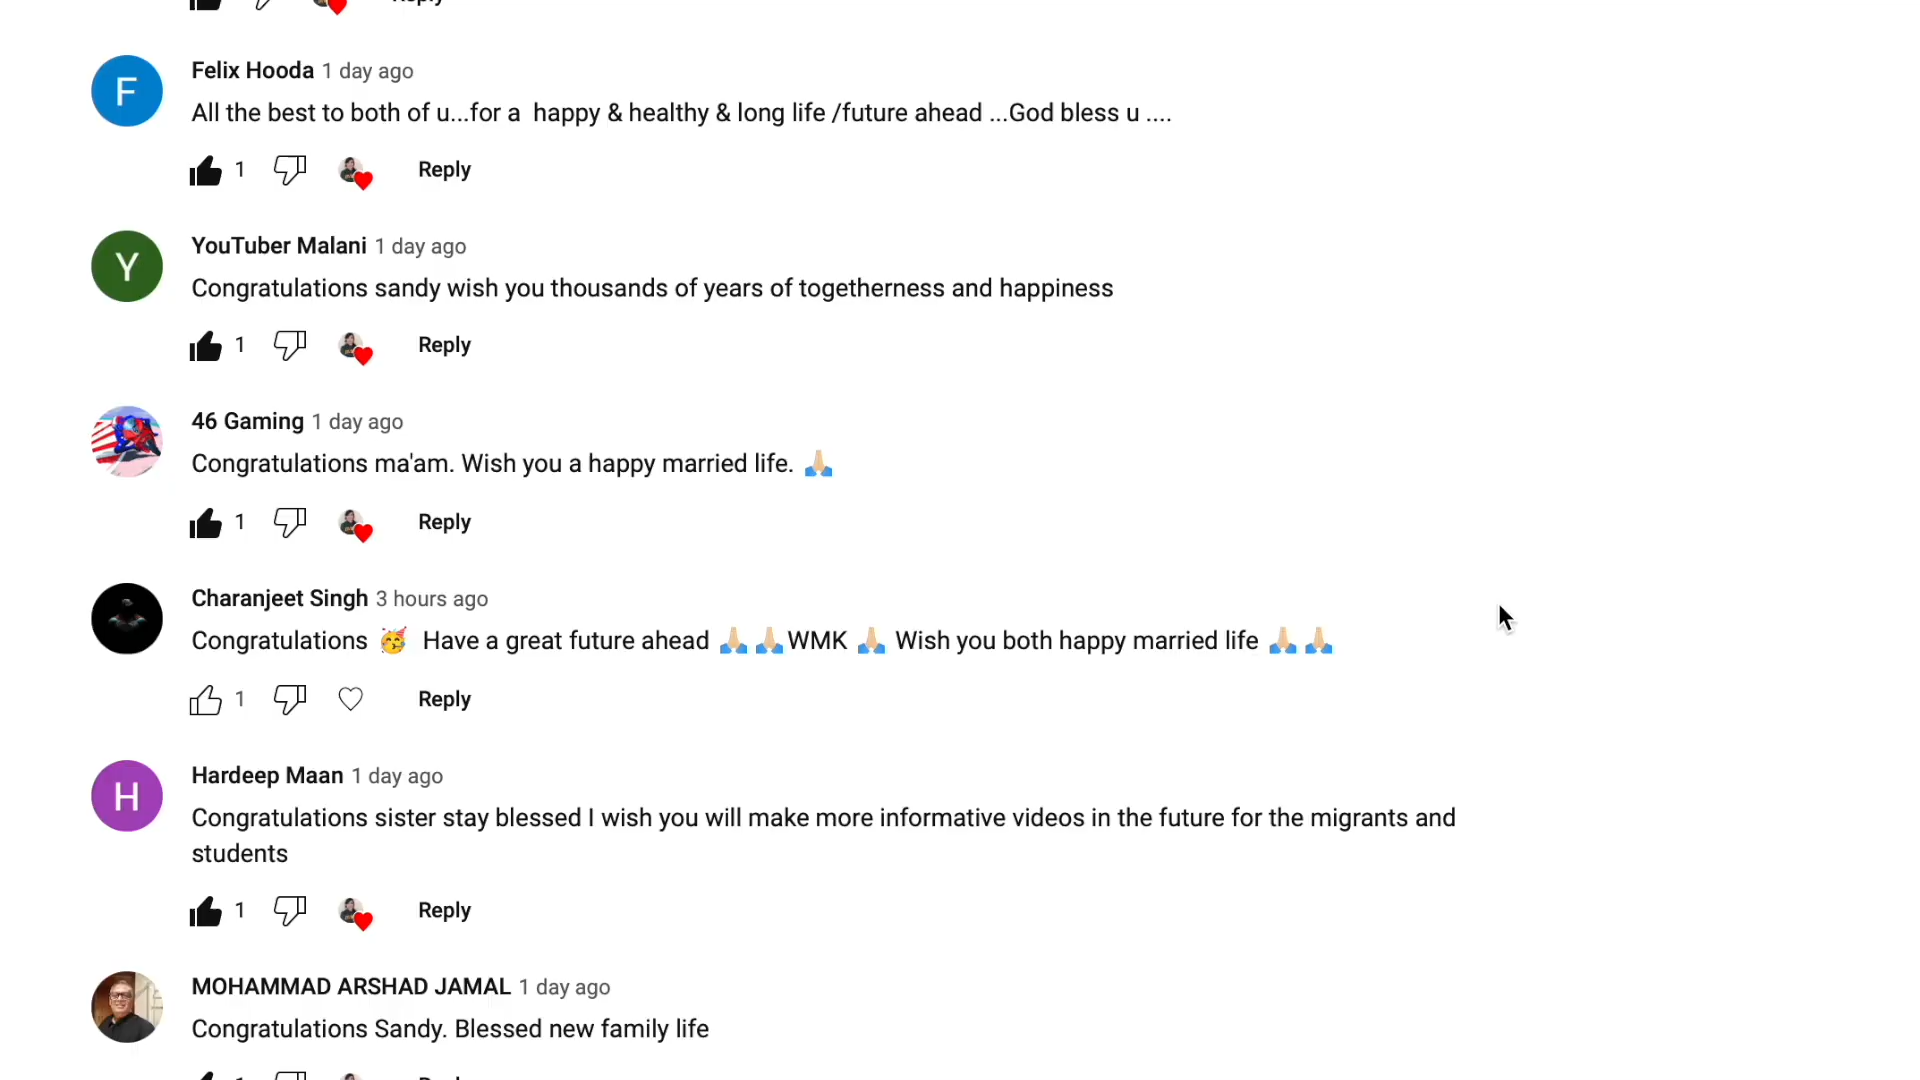 Reply
F
Felix Hooda 1 day ago
All the best to both of u...for a  happy & healthy & long life /future ahead ...God bless u ....
1 Reply
Y
YouTuber Malani 1 day ago
Congratulations sandy wish you thousands of years of togetherness and happiness
1 Reply
46 Gaming 1 day ago
Congratulations ma'am. Wish you a happy married life. 🙏🏼
1 Reply
Charanjeet Singh 3 hours ago
Congratulations 🥳 Have a great future ahead 🙏🏼🙏🏼WMK 🙏🏼 Wish you both happy married life 🙏🏼🙏🏼
1 Reply
H
Hardeep Maan 1 day ago
Congratulations sister stay blessed I wish you will make more informative videos in the future for the migrants and
students
1 Reply
MOHAMMAD ARSHAD JAMAL 1 day ago
Congratulations Sandy. Blessed new family life
1 Reply